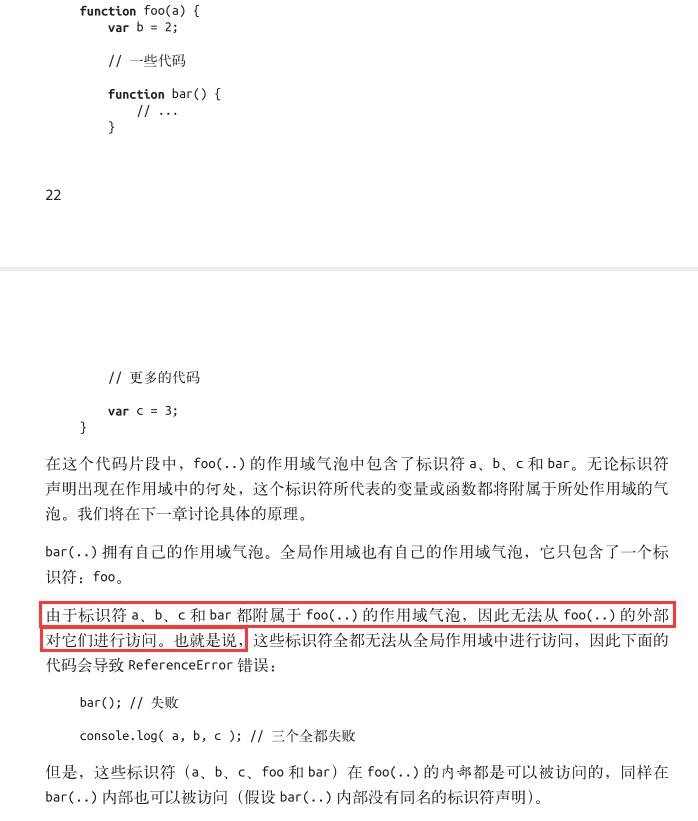 function foo(a) {
var b = 2;
// 一些代码
function bar() {
// ...
}
22
// 更多的代码
var c = 3;
}
在这个代码片段中，foo(..) 的作用域气泡中包含了标识符 a、b、c 和 bar。无论标识符
声明出现在作用域中的何处，这个标识符所代表的变量或函数都将附属于所处作用域的气
泡。我们将在下一章讨论具体的原理。
bar(..) 拥有自己的作用域气泡。全局作用域也有自己的作用域气泡，它只包含了一个标
识符：foo。
由于标识符 a、b、c 和 bar 都附属于 foo(..) 的作用域气泡，因此无法从 foo(..) 的外部
对它们进行访问。也就是说，这些标识符全都无法从全局作用域中进行访问，因此下面的
代码会导致 ReferenceError 错误：
bar(); // 失败
console.log( a, b, c ); // 三个全都失败
但是，这些标识符（a、b、c、foo 和 bar）在 foo(..) 的内部都是可以被访问的，同样在
bar(..) 内部也可以被访问（假设 bar(..) 内部没有同名的标识符声明）。